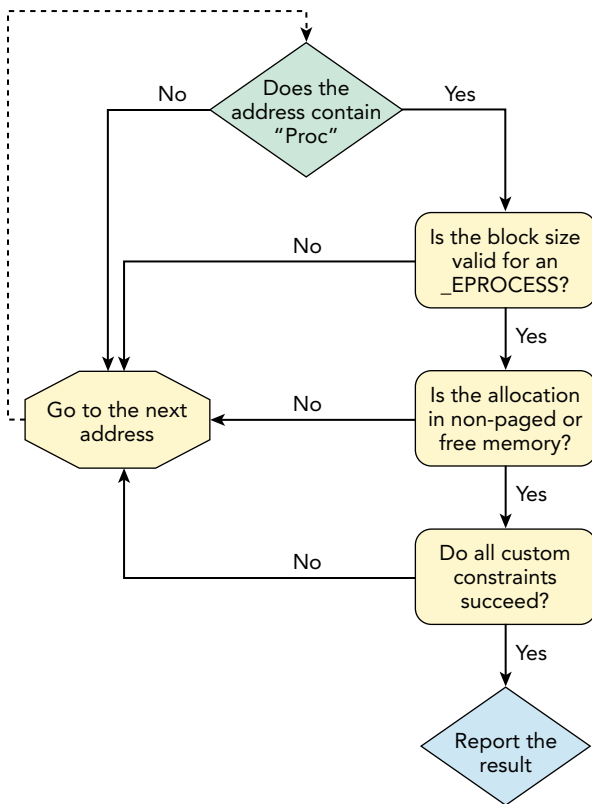 Does the
address contain
“Proc”
No
Yes
Is the block size
valid for an
_EPROCESS?
No
Yes
Is the allocation
in non-paged or
free memory?
No
Go to the next
address
Yes
Do all custom
constraints
succeed?
No
Yes
Report the
result